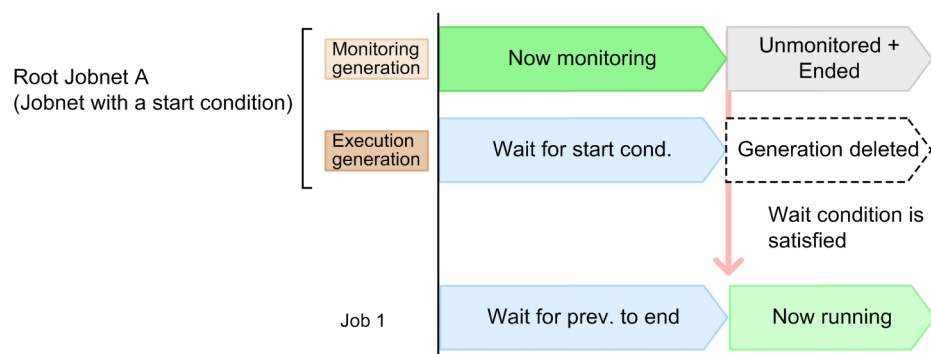 Root Jobnet A
(Jobnet with a start condition)
Monitoring
generation
Now monitoring
Unmonitored +
Ended
Execution
generation
Wait for start cond.
Generation deleted
Wait condition is
satisfied
Job 1
Wait for prev. to end
Now running